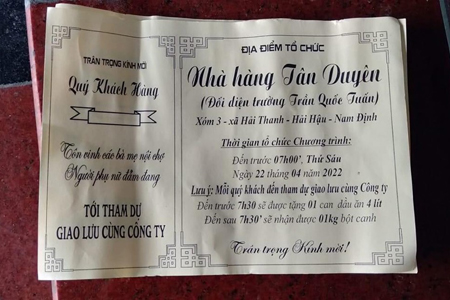 TRÂN TRỌNG KÍNH MỜI
Quý Khách Hàng
Tôn vinh các bà mẹ nội chợ
Người phụ nữ đảm đang
TỚI THAM DỰ
GIAO LƯU CÙNG CÔNG TY
ĐỊA ĐIỂM TỔ CHỨC
Nhà hàng Tân Duyên
(Đối diện trường Trần Quốc Tuấn)
Xóm 3 - xã Hải Thanh - Hải Hậu - Nam Định
Thời gian tổ chức Chương trình:
Đến trước 07h00', Thứ Sáu
Ngày 22 tháng 04 năm 2022
Lưu ý: Mỗi quý khách đến tham dự giao lưu cùng Công ty
Đến trước 7h30 sẽ được tặng 01 can dầu ăn 4 lít
Đến sau 7h30' sẽ nhận được 01kg bột canh
Trân trọng Kính mời!